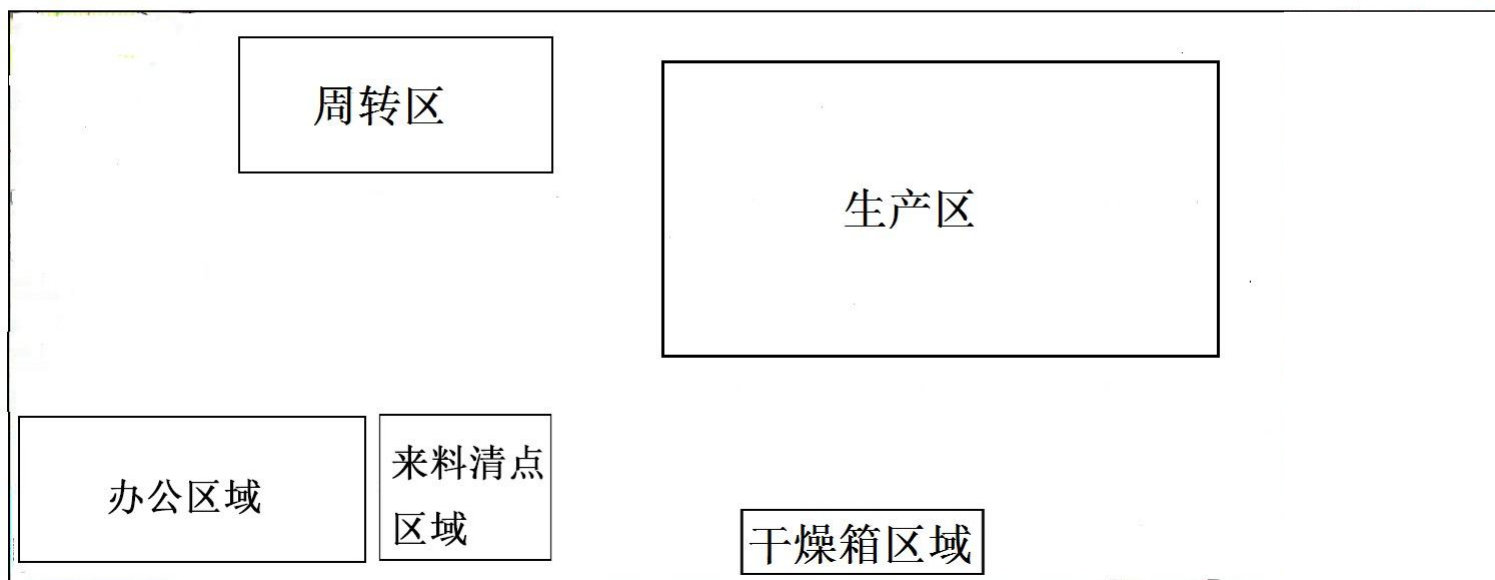 周转区
生产区
办公区域
来料清点
区域
干燥箱区域